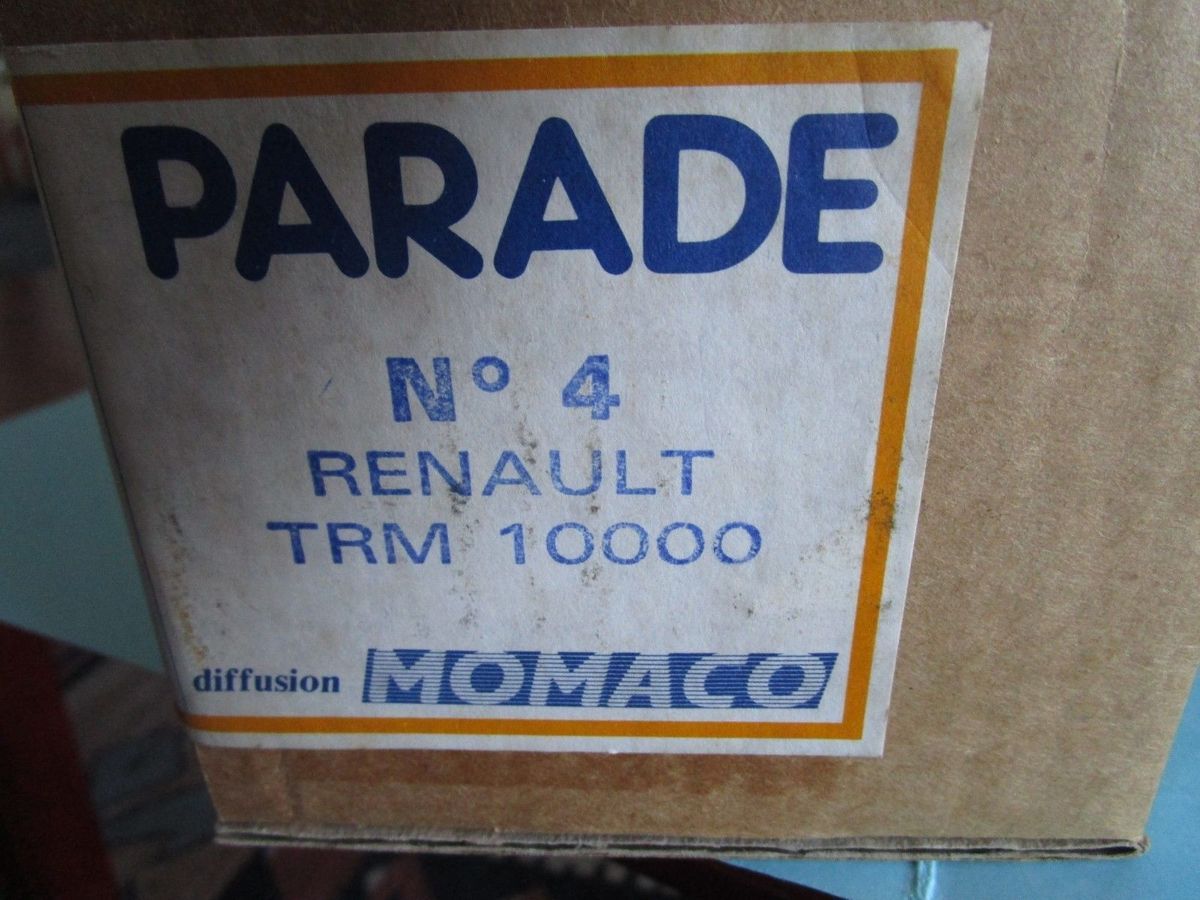 PARADE
N° 4
RENAULT
TRM 10000
diffusion MOMACO